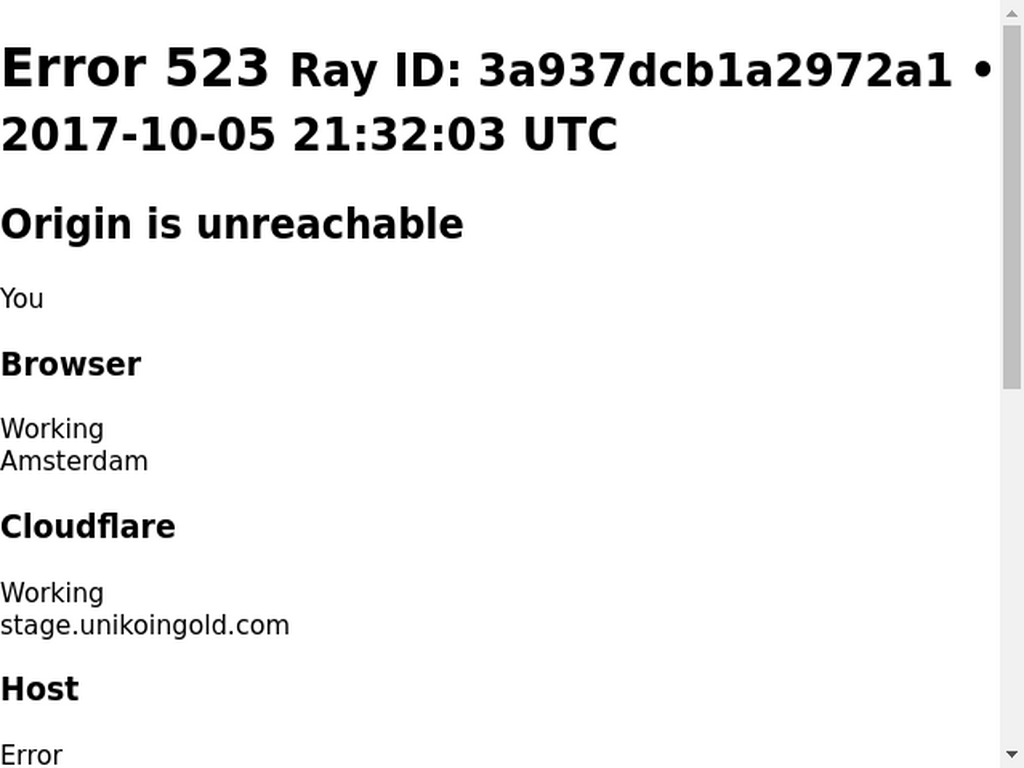 Error 523 Ray ID: 3a937dcb1a2972a1 •
2017-10-05 21:32:03 UTC
Origin is unreachable
You
Browser
Working
Amsterdam
Cloudflare
Working
stage.unikoingold.com
Host
Error